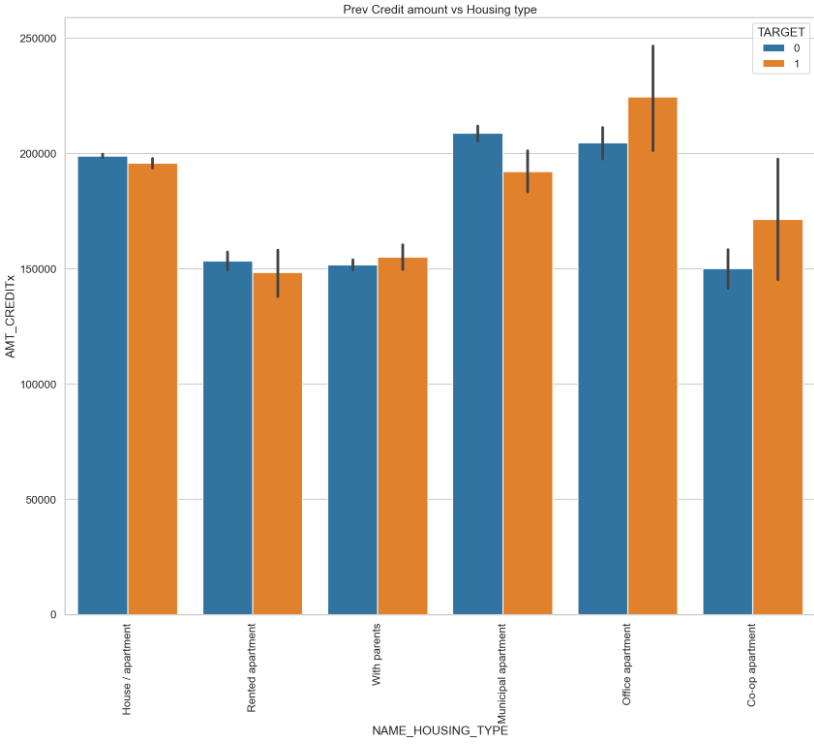 Prev Credit amount vs Housing type
TARGET
0
1
250000
200000
150000
100000
50000
0
AMT_CREDITx
House / apartment
Rented apartment
With parents
Municipal apartment
Office apartment
Co-op apartment
NAME_HOUSING_TYPE